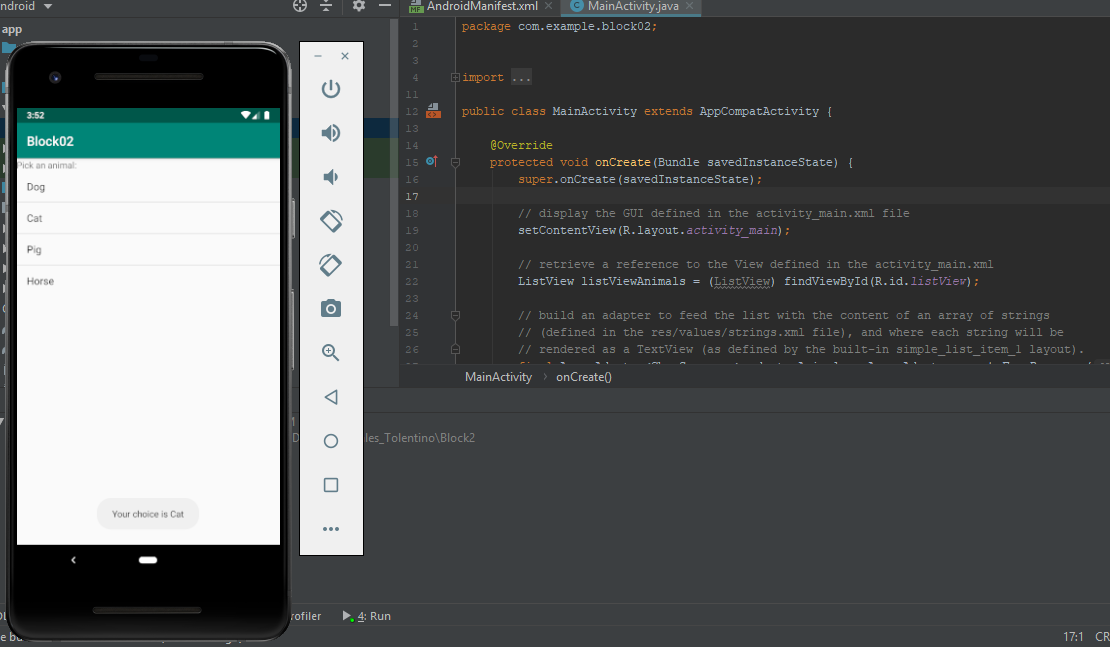 ndroid
AndroidManifest.xml
MainActivity.java
app
3:52
Block02
Pick an animal:
Dog
Cat
Pig
Horse
Your choice is Cat
1 package com.example.block02;
2
3
4 import ...
11
12 public class MainActivity extends AppCompatActivity {
13
14 @Override
15 protected void onCreate(Bundle savedInstanceState) {
16 super.onCreate(savedInstanceState);
17
18 // display the GUI defined in the activity_main.xml file
19 setContentView(R.layout.activity_main);
20
21 // retrieve a reference to the View defined in the activity_main.xml
22 ListView listViewAnimals = (ListView) findViewById(R.id.listView);
23
24 // build an adapter to feed the list with the content of an array of strings
25 // (defined in the res/values/strings.xml file), and where each string will be
26 // rendered as a TextView (as defined by the built-in simple_list_item_1 layout).
MainActivity › onCreate()
les_Tolentino\Block2
rofiler
4: Run
17:1 CR